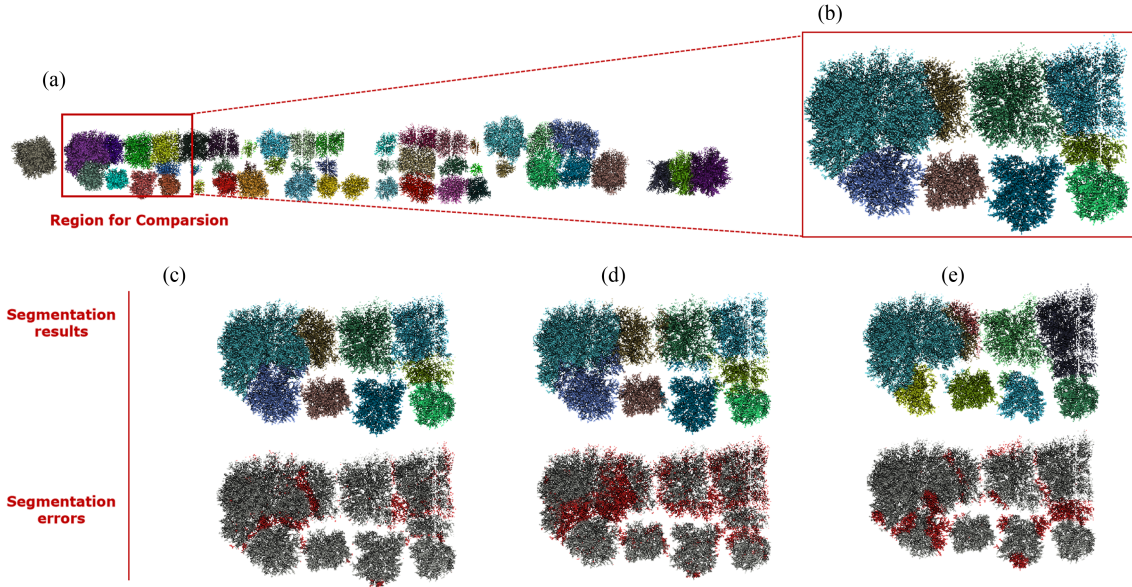 (b)
(a)
Region for Comparsion
(c)
(d)
(e)
Segmentation
results
Segmentation
errors